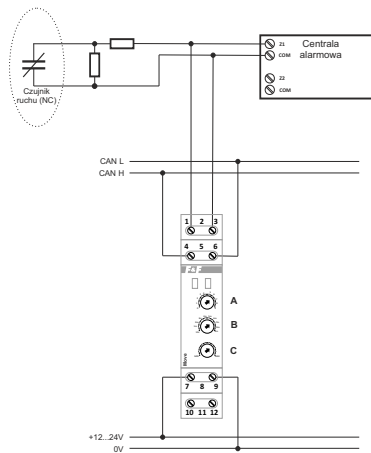 Z1
Centrala
alarmowa
COM
Z2
COM
Czujnik
ruchu (NC)
CAN L
CAN H
1 2 3
4 5 6
F&F
A
B
C
Move
7 8 9
10 11 12
+12...24V
0V